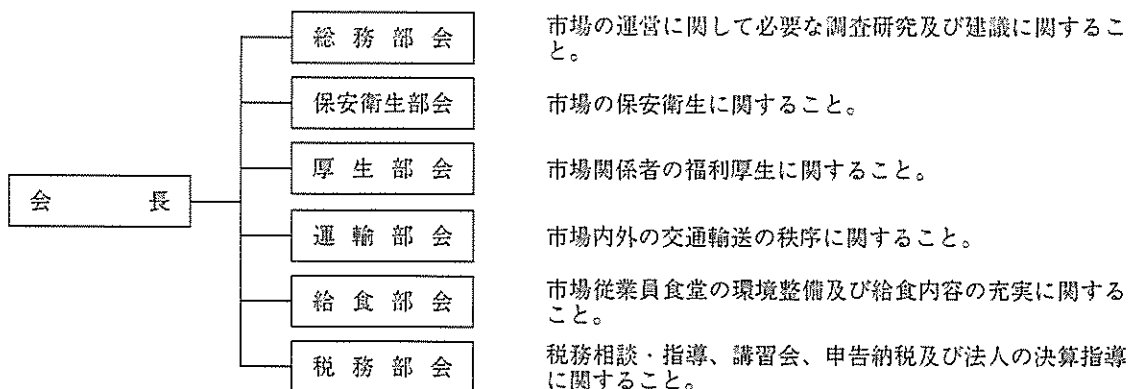 会長
総務部会
市場の運営に関して必要な調査研究及び建議に関するこ
と。
保安衛生部会
市場の保安衛生に関すること。
厚生部会
市場関係者の福利厚生に関すること。
運輸部会
市場内外の交通輸送の秩序に関すること。
給食部会
市場従業員食堂の環境整備及び給食内容の充実に関する
こと。
税務部会
税務相談・指導、講習会、申告納税及び法人の決算指導
に関すること。